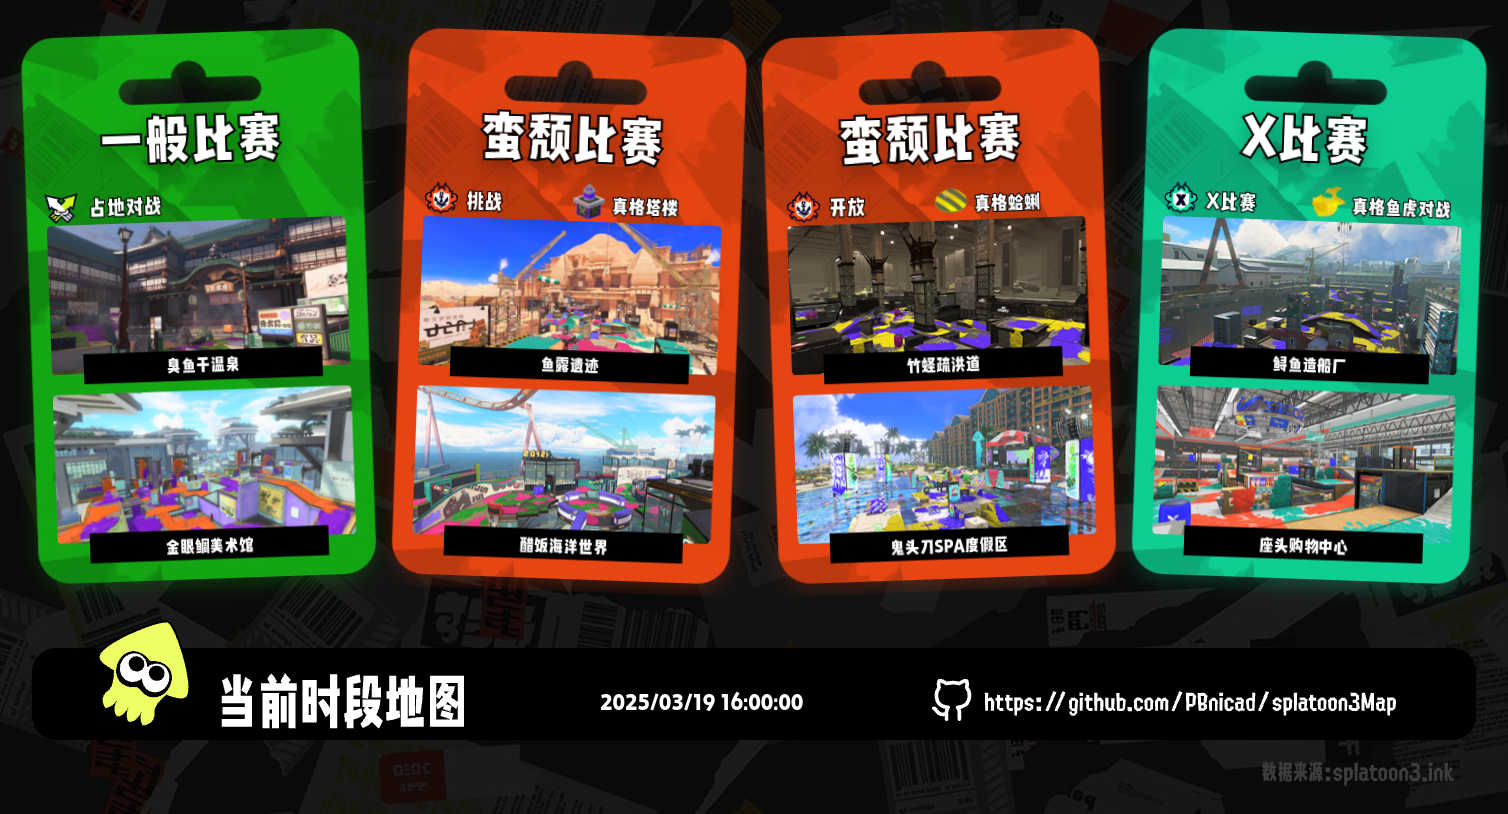 一般比赛
占地对战
臭鱼干温泉
金眼鲷美术馆
蛮颓比赛
挑战
真格塔楼
鱼露遗迹
醋饭海洋世界
蛮颓比赛
开放
真格蛤蜊
竹蛏疏洪道
鬼头刀SPA度假区
X比赛
X比赛
真格鱼虎对战
鲟鱼造船厂
座头购物中心
当前时段地图
2025/03/19 16:00:00
https://github.com/PBnicad/splatoon3Map
数据来源:splatoon3.ink